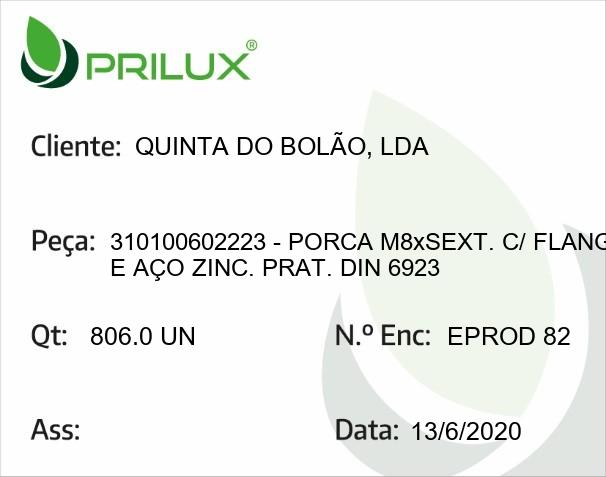 PRILUX®
Cliente: QUINTA DO BOLÃO, LDA
Peça: 310100602223 - PORCA M8xSEXT. C/ FLANG
E AÇO ZINC. PRAT. DIN 6923
Qt: 806.0 UN N.º Enc: EPROD 82
Ass: Data: 13/6/2020